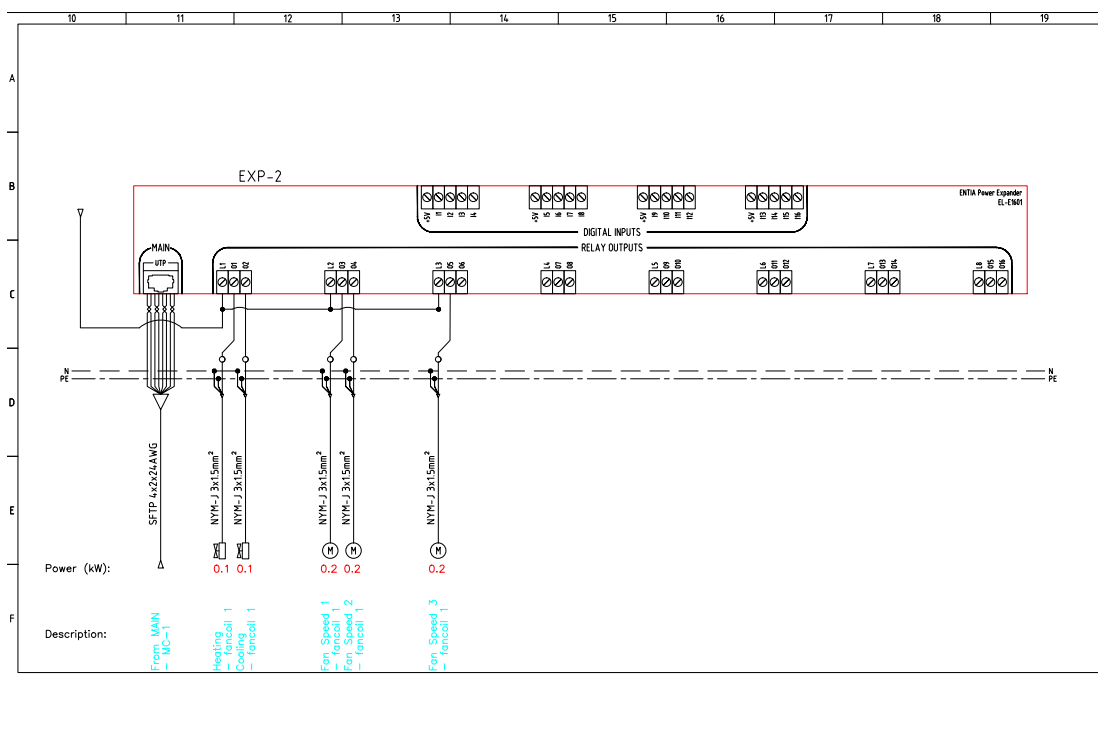 10 11 12 13 14 15 16 17 18 19
A
B
C
D
E
F
EXP-2
ENTIA Power Expander
EL-E1601
+5V I1 I2 I3 I4
+5V I5 I6 I7 I8
+5V I9 I10 I11 I12
+5V I13 I14 I15 I16
DIGITAL INPUTS
RELAY OUTPUTS
MAIN
UTP
L1 O1 O2
L2 O3 O4
L3 O5 O6
L4 O7 O8
L5 O9 O10
L6 O11 O12
L7 O13 O14
L8 O15 O16
N
PE
N
PE
SFTP 4x2x24AWG
NYM-J 3x1.5mm²
NYM-J 3x1.5mm²
NYM-J 3x1.5mm²
NYM-J 3x1.5mm²
NYM-J 3x1.5mm²
M M M
Power (kW): 0.1 0.1 0.2 0.2 0.2
Description:
From MAIN
- MC-1
Heating
- fancoil 1
Cooling
- fancoil 1
Fan Speed 1
- fancoil 1
Fan Speed 2
- fancoil 1
Fan Speed 3
- fancoil 1